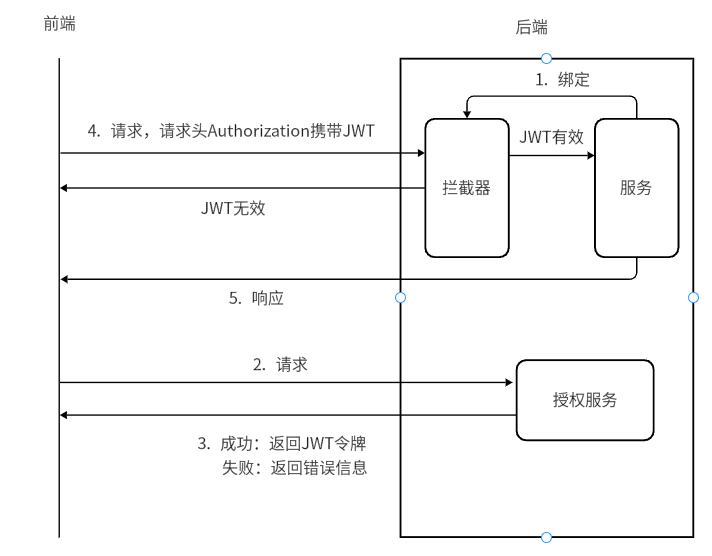 前端
后端
1. 绑定
4. 请求，请求头Authorization携带JWT
JWT有效
拦截器
服务
JWT无效
5. 响应
2. 请求
授权服务
3. 成功：返回JWT令牌
失败：返回错误信息